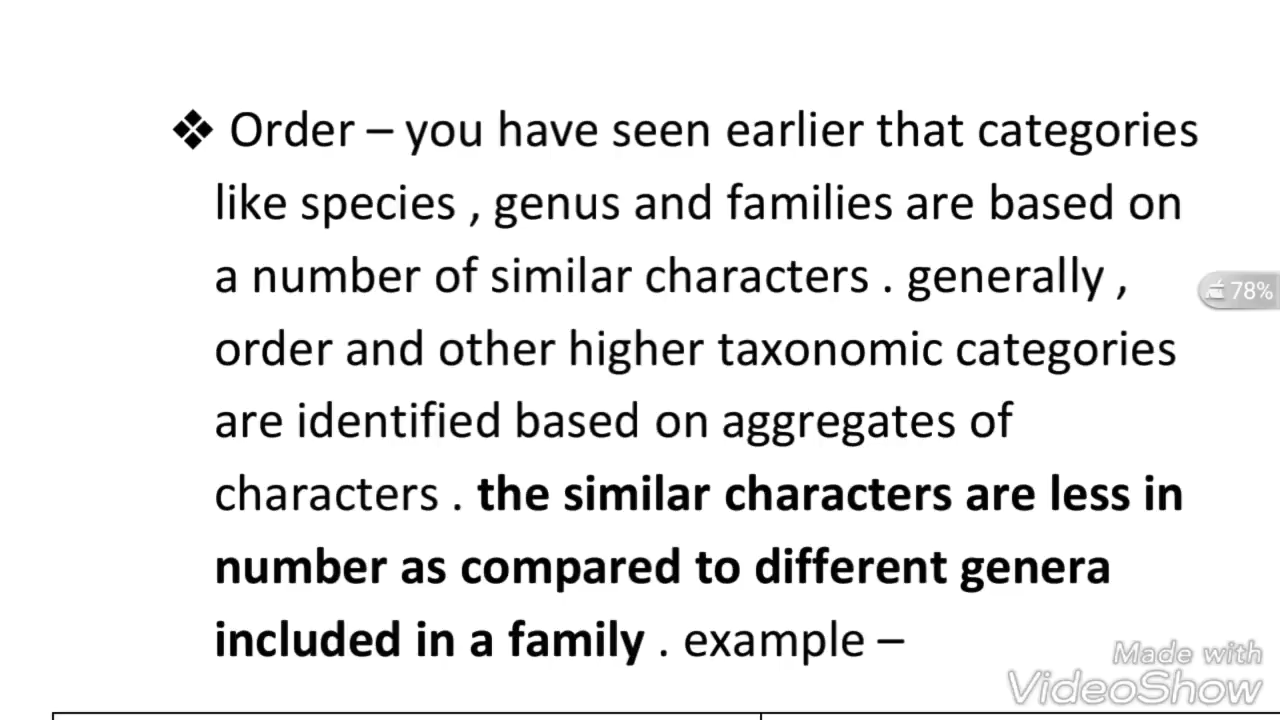 ❖ Order – you have seen earlier that categories
like species , genus and families are based on
a number of similar characters . generally ,
order and other higher taxonomic categories
are identified based on aggregates of
characters . the similar characters are less in
number as compared to different genera
included in a family . example –
78%
Made with
VideoShow